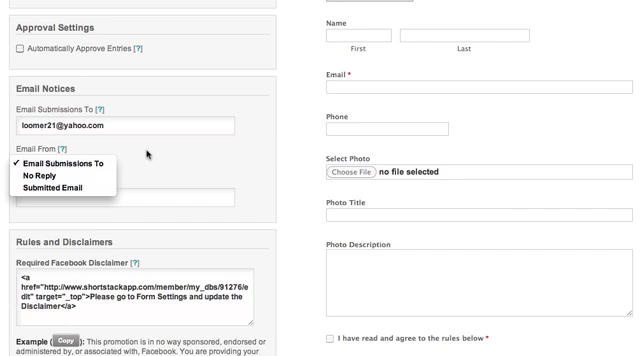 Approval Settings
Automatically Approve Entries [?]
Email Notices
Email Submissions To [?]
loomer21@yahoo.com
Email From [?]
✓ Email Submissions To
No Reply
Submitted Email
Rules and Disclaimers
Required Facebook Disclaimer [?]
<a
href="http://www.shortstackapp.com/member/my_dbs/91276/e
dit" target="_top">Please go to Form Settings and update the
Disclaimer</a>
Example ( Copy ): This promotion is in no way sponsored, endorsed or
administered by, or associated with, Facebook. You are providing your
Name
First Last
Email *
Phone
Select Photo
Choose File no file selected
Photo Title
Photo Description
I have read and agree to the rules below *